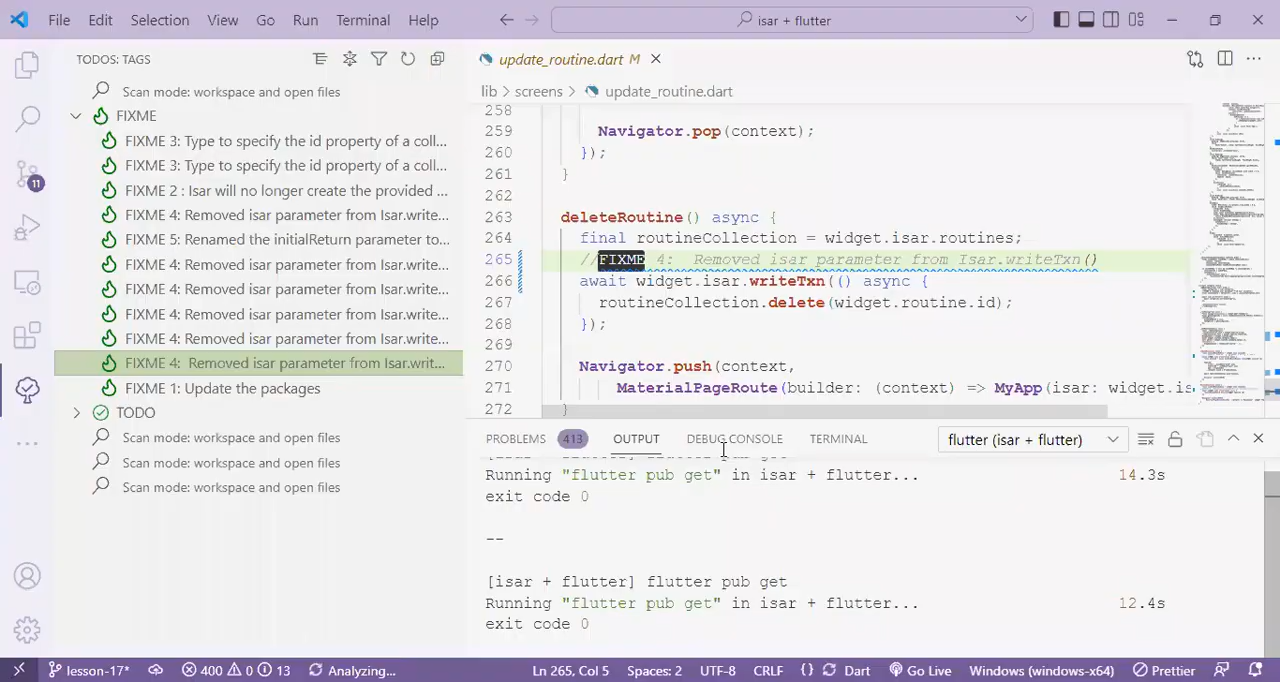 File Edit Selection View Go Run Terminal Help
isar + flutter
TODOS: TAGS
Scan mode: workspace and open files
FIXME
FIXME 3: Type to specify the id property of a coll...
FIXME 3: Type to specify the id property of a coll...
FIXME 2 : Isar will no longer create the provided ...
FIXME 4: Removed isar parameter from Isar.write...
FIXME 5: Renamed the initialReturn parameter to...
FIXME 4: Removed isar parameter from Isar.write...
FIXME 4: Removed isar parameter from Isar.write...
FIXME 4: Removed isar parameter from Isar.write...
FIXME 4: Removed isar parameter from Isar.write...
FIXME 4:  Removed isar parameter from Isar.writ...
FIXME 1: Update the packages
TODO
Scan mode: workspace and open files
Scan mode: workspace and open files
Scan mode: workspace and open files
11
update_routine.dart M
lib > screens > update_routine.dart
258
259 Navigator.pop(context);
260 });
261 }
262
263 deleteRoutine() async {
264 final routineCollection = widget.isar.routines;
265 //FIXME 4:  Removed isar parameter from Isar.writeTxn()
266 await widget.isar.writeTxn(() async {
267 routineCollection.delete(widget.routine.id);
268 });
269
270 Navigator.push(context,
271 MaterialPageRoute(builder: (context) => MyApp(isar: widget.is
272 }
PROBLEMS 413 OUTPUT DEBUG CONSOLE TERMINAL flutter (isar + flutter)
[isar + flutter] flutter pub get
Running "flutter pub get" in isar + flutter... 14.3s
exit code 0
--
[isar + flutter] flutter pub get
Running "flutter pub get" in isar + flutter... 12.4s
exit code 0
lesson-17* 400 0 13 Analyzing... Ln 265, Col 5 Spaces: 2 UTF-8 CRLF {} Dart Go Live Windows (windows-x64) Prettier